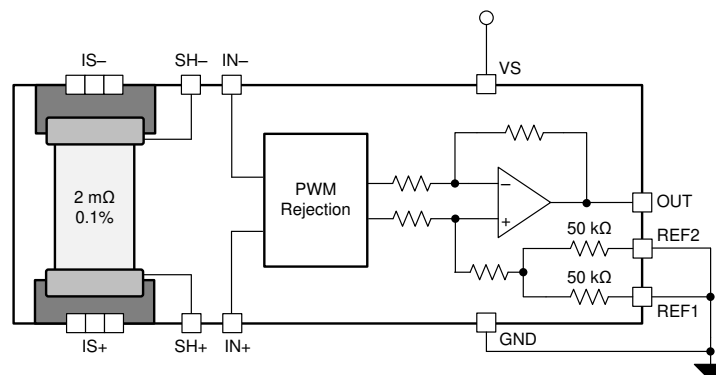 IS–
SH–
IN–
VS
2 mΩ
0.1%
PWM
Rejection
–
+
OUT
50 kΩ
REF2
50 kΩ
REF1
GND
IS+
SH+
IN+